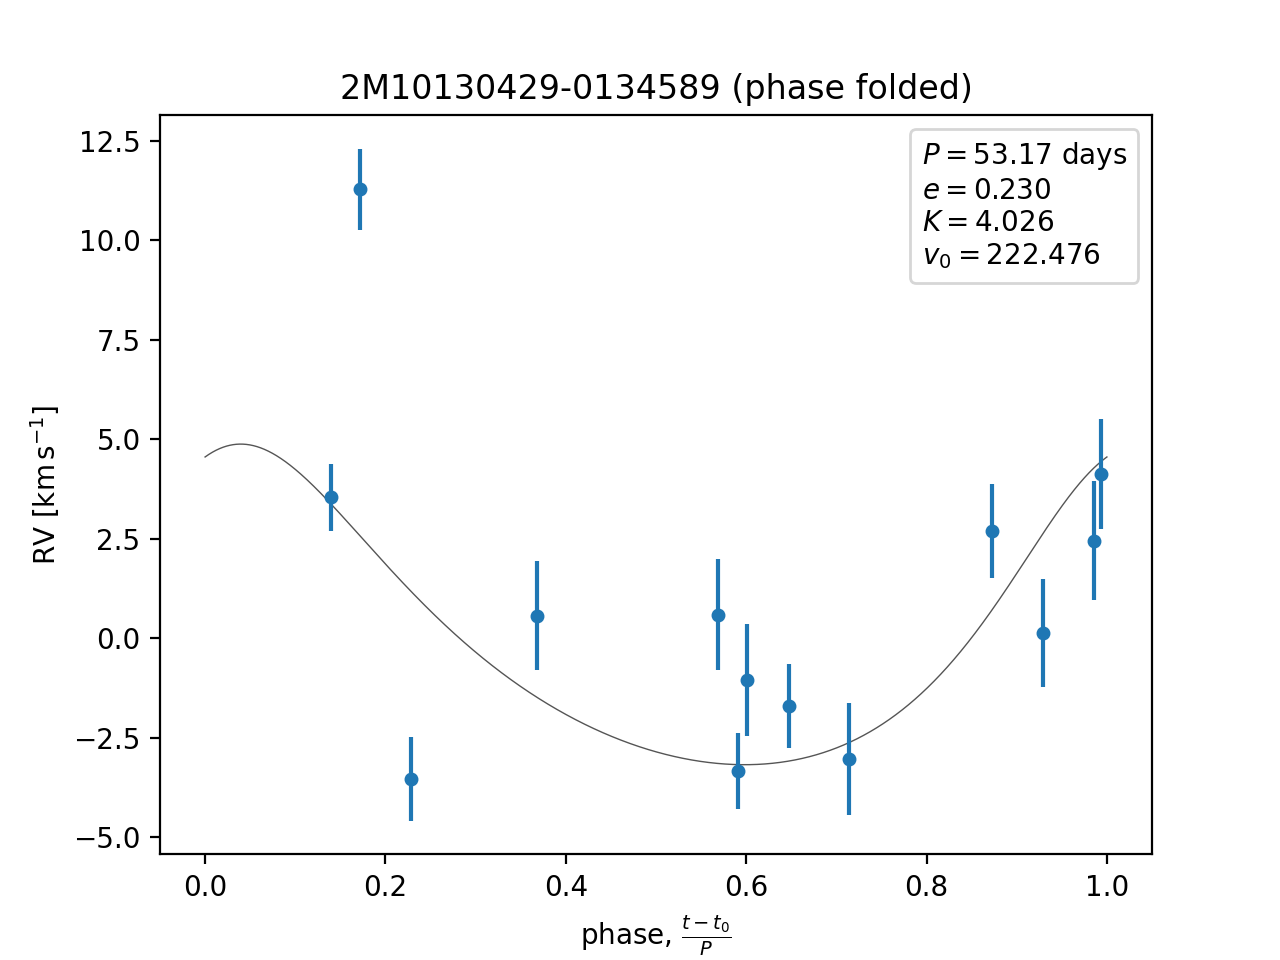 2M10130429-0134589 (phase folded)
P = 53.17 days
e = 0.230
K = 4.026
v₀ = 222.476
12.5
10.0
7.5
5.0
2.5
0.0
−2.5
−5.0
RV [km s⁻¹]
0.0 0.2 0.4 0.6 0.8 1.0
phase, (t − t₀)/P